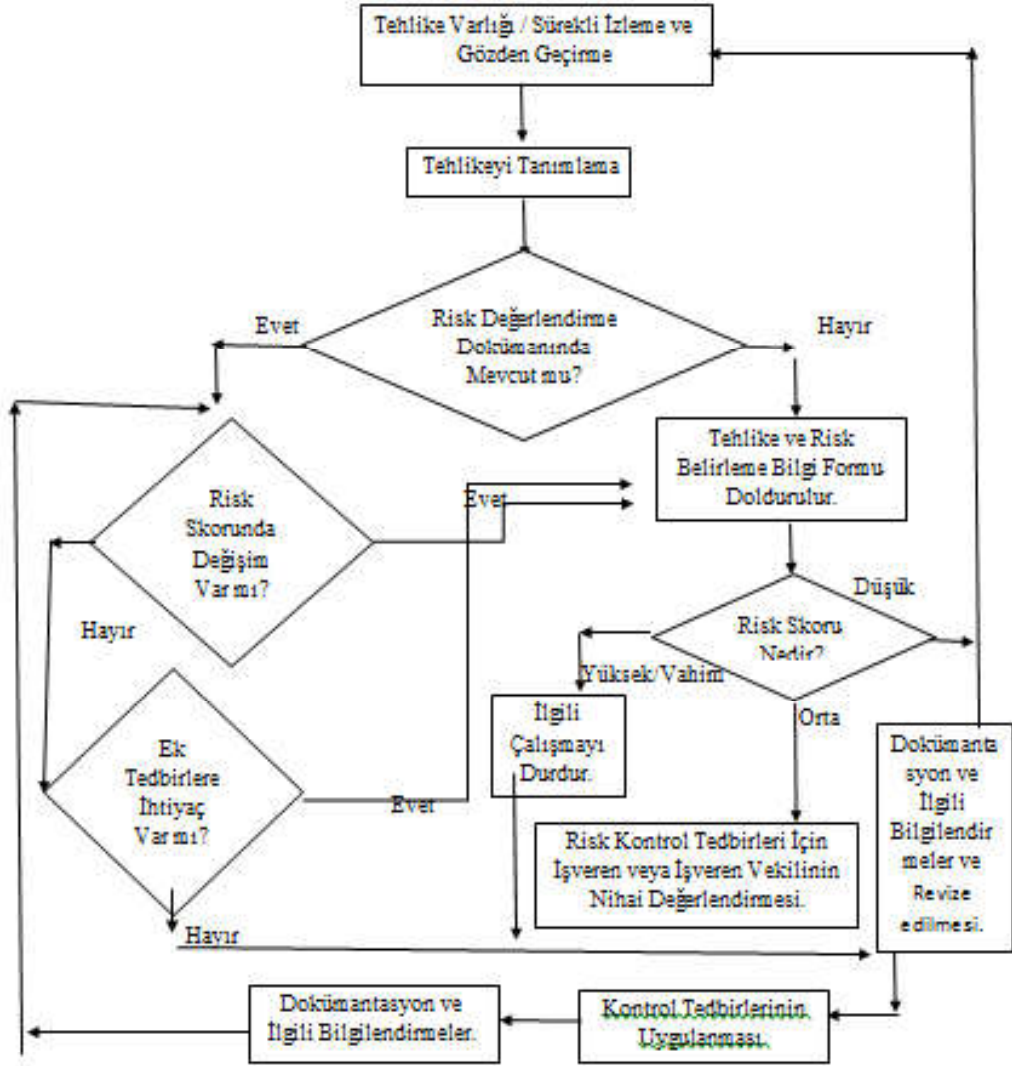 Tehlike Varlığı / Sürekli İzleme ve
Gözden Geçirme
Tehlikeyi Tanımlama
Risk Değerlendirme
Dokümanında
Mevcut mu?
Evet
Hayır
Tehlike ve Risk
Belirleme Bilgi Formu
Doldurulur.
Risk
Skorunda
Değişim
Var mı?
Evet
Hayır
Risk Skoru
Nedir?
Düşük
Yüksek/Vahim
Orta
İlgili
Çalışmayı
Durdur.
Ek
Tedbirlere
İhtiyaç
Var mı?
Evet
Hayır
Risk Kontrol Tedbirleri İçin
İşveren veya İşveren Vekilinin
Nihai Değerlendirmesi.
Dokümanta
syon ve
İlgili
Bilgilendir
meler ve
Revize
edilmesi.
Dokümantasyon ve
İlgili Bilgilendirmeler.
Kontrol Tedbirlerinin
Uygulanması.